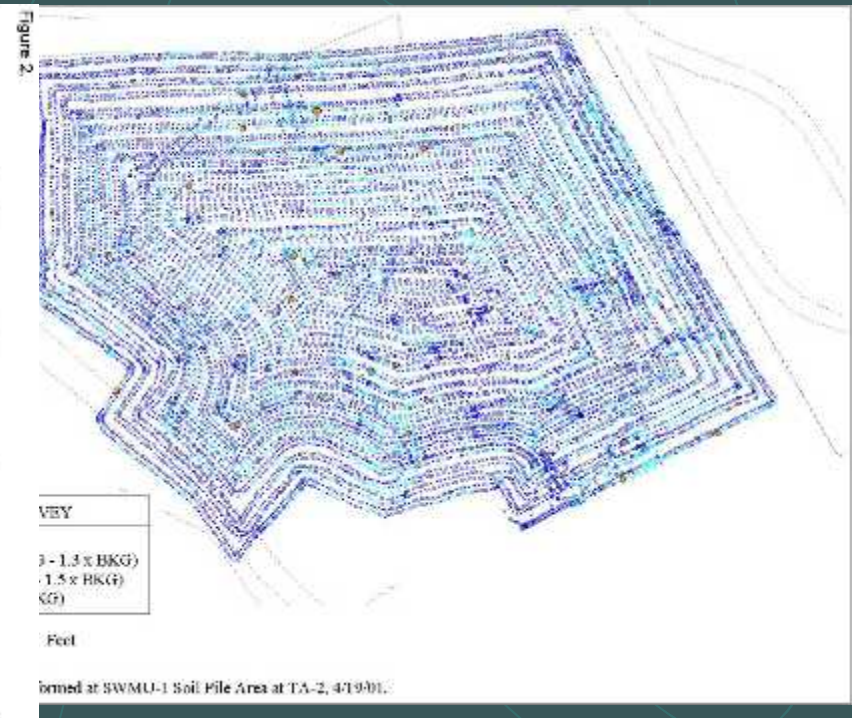 Figure 2.
VEY
- 1.3 x BKG)
- 1.5 x BKG)
KG)
Feet
formed at SWMU-1 Soil Pile Area at TA-2, 4/19/01.